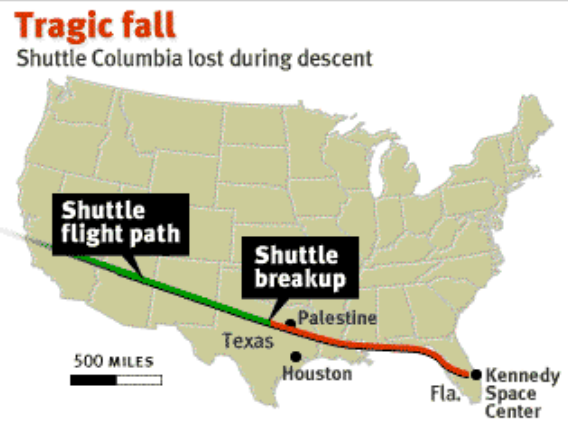 Tragic fall
Shuttle Columbia lost during descent
Shuttle
flight path
Shuttle
breakup
Palestine
Texas
500 MILES
Houston
Fla.
Kennedy
Space
Center